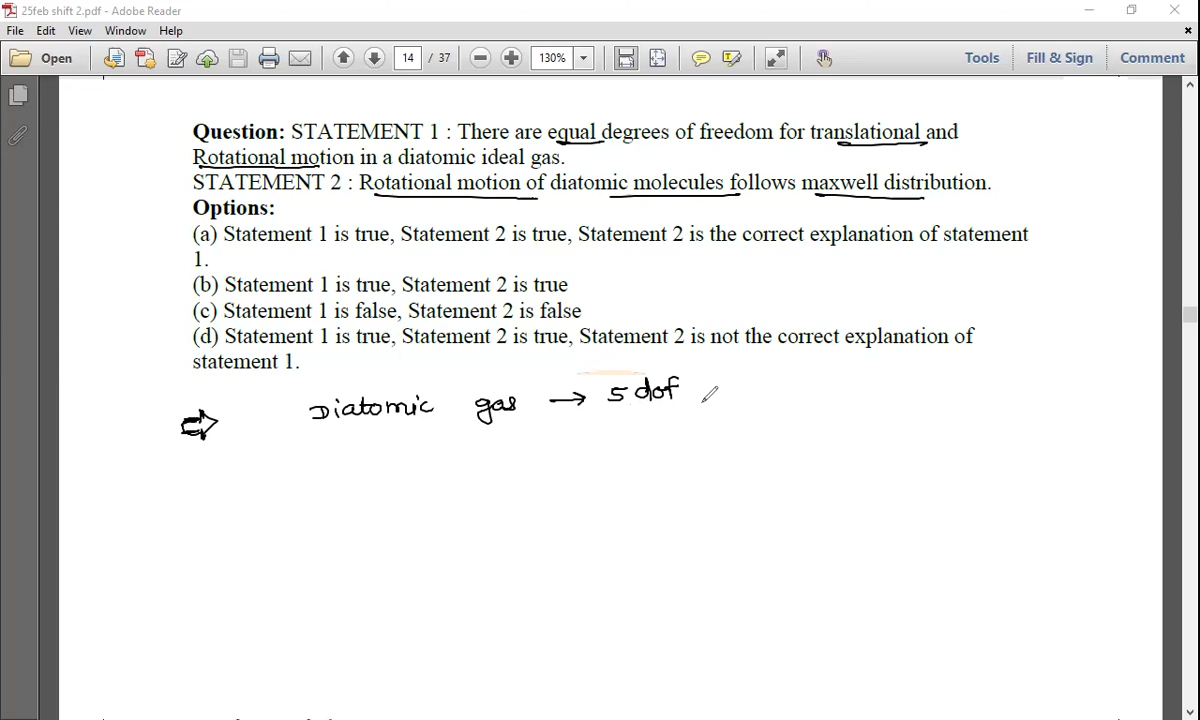 25feb shift 2.pdf - Adobe Reader
File Edit View Window Help
Open 14 / 37 130% Tools Fill & Sign Comment
Question: STATEMENT 1 : There are equal degrees of freedom for translational and
Rotational motion in a diatomic ideal gas.
STATEMENT 2 : Rotational motion of diatomic molecules follows maxwell distribution.
Options:
(a) Statement 1 is true, Statement 2 is true, Statement 2 is the correct explanation of statement
1.
(b) Statement 1 is true, Statement 2 is true
(c) Statement 1 is false, Statement 2 is false
(d) Statement 1 is true, Statement 2 is true, Statement 2 is not the correct explanation of
statement 1.
⇒ Diatomic gas → 5 dof